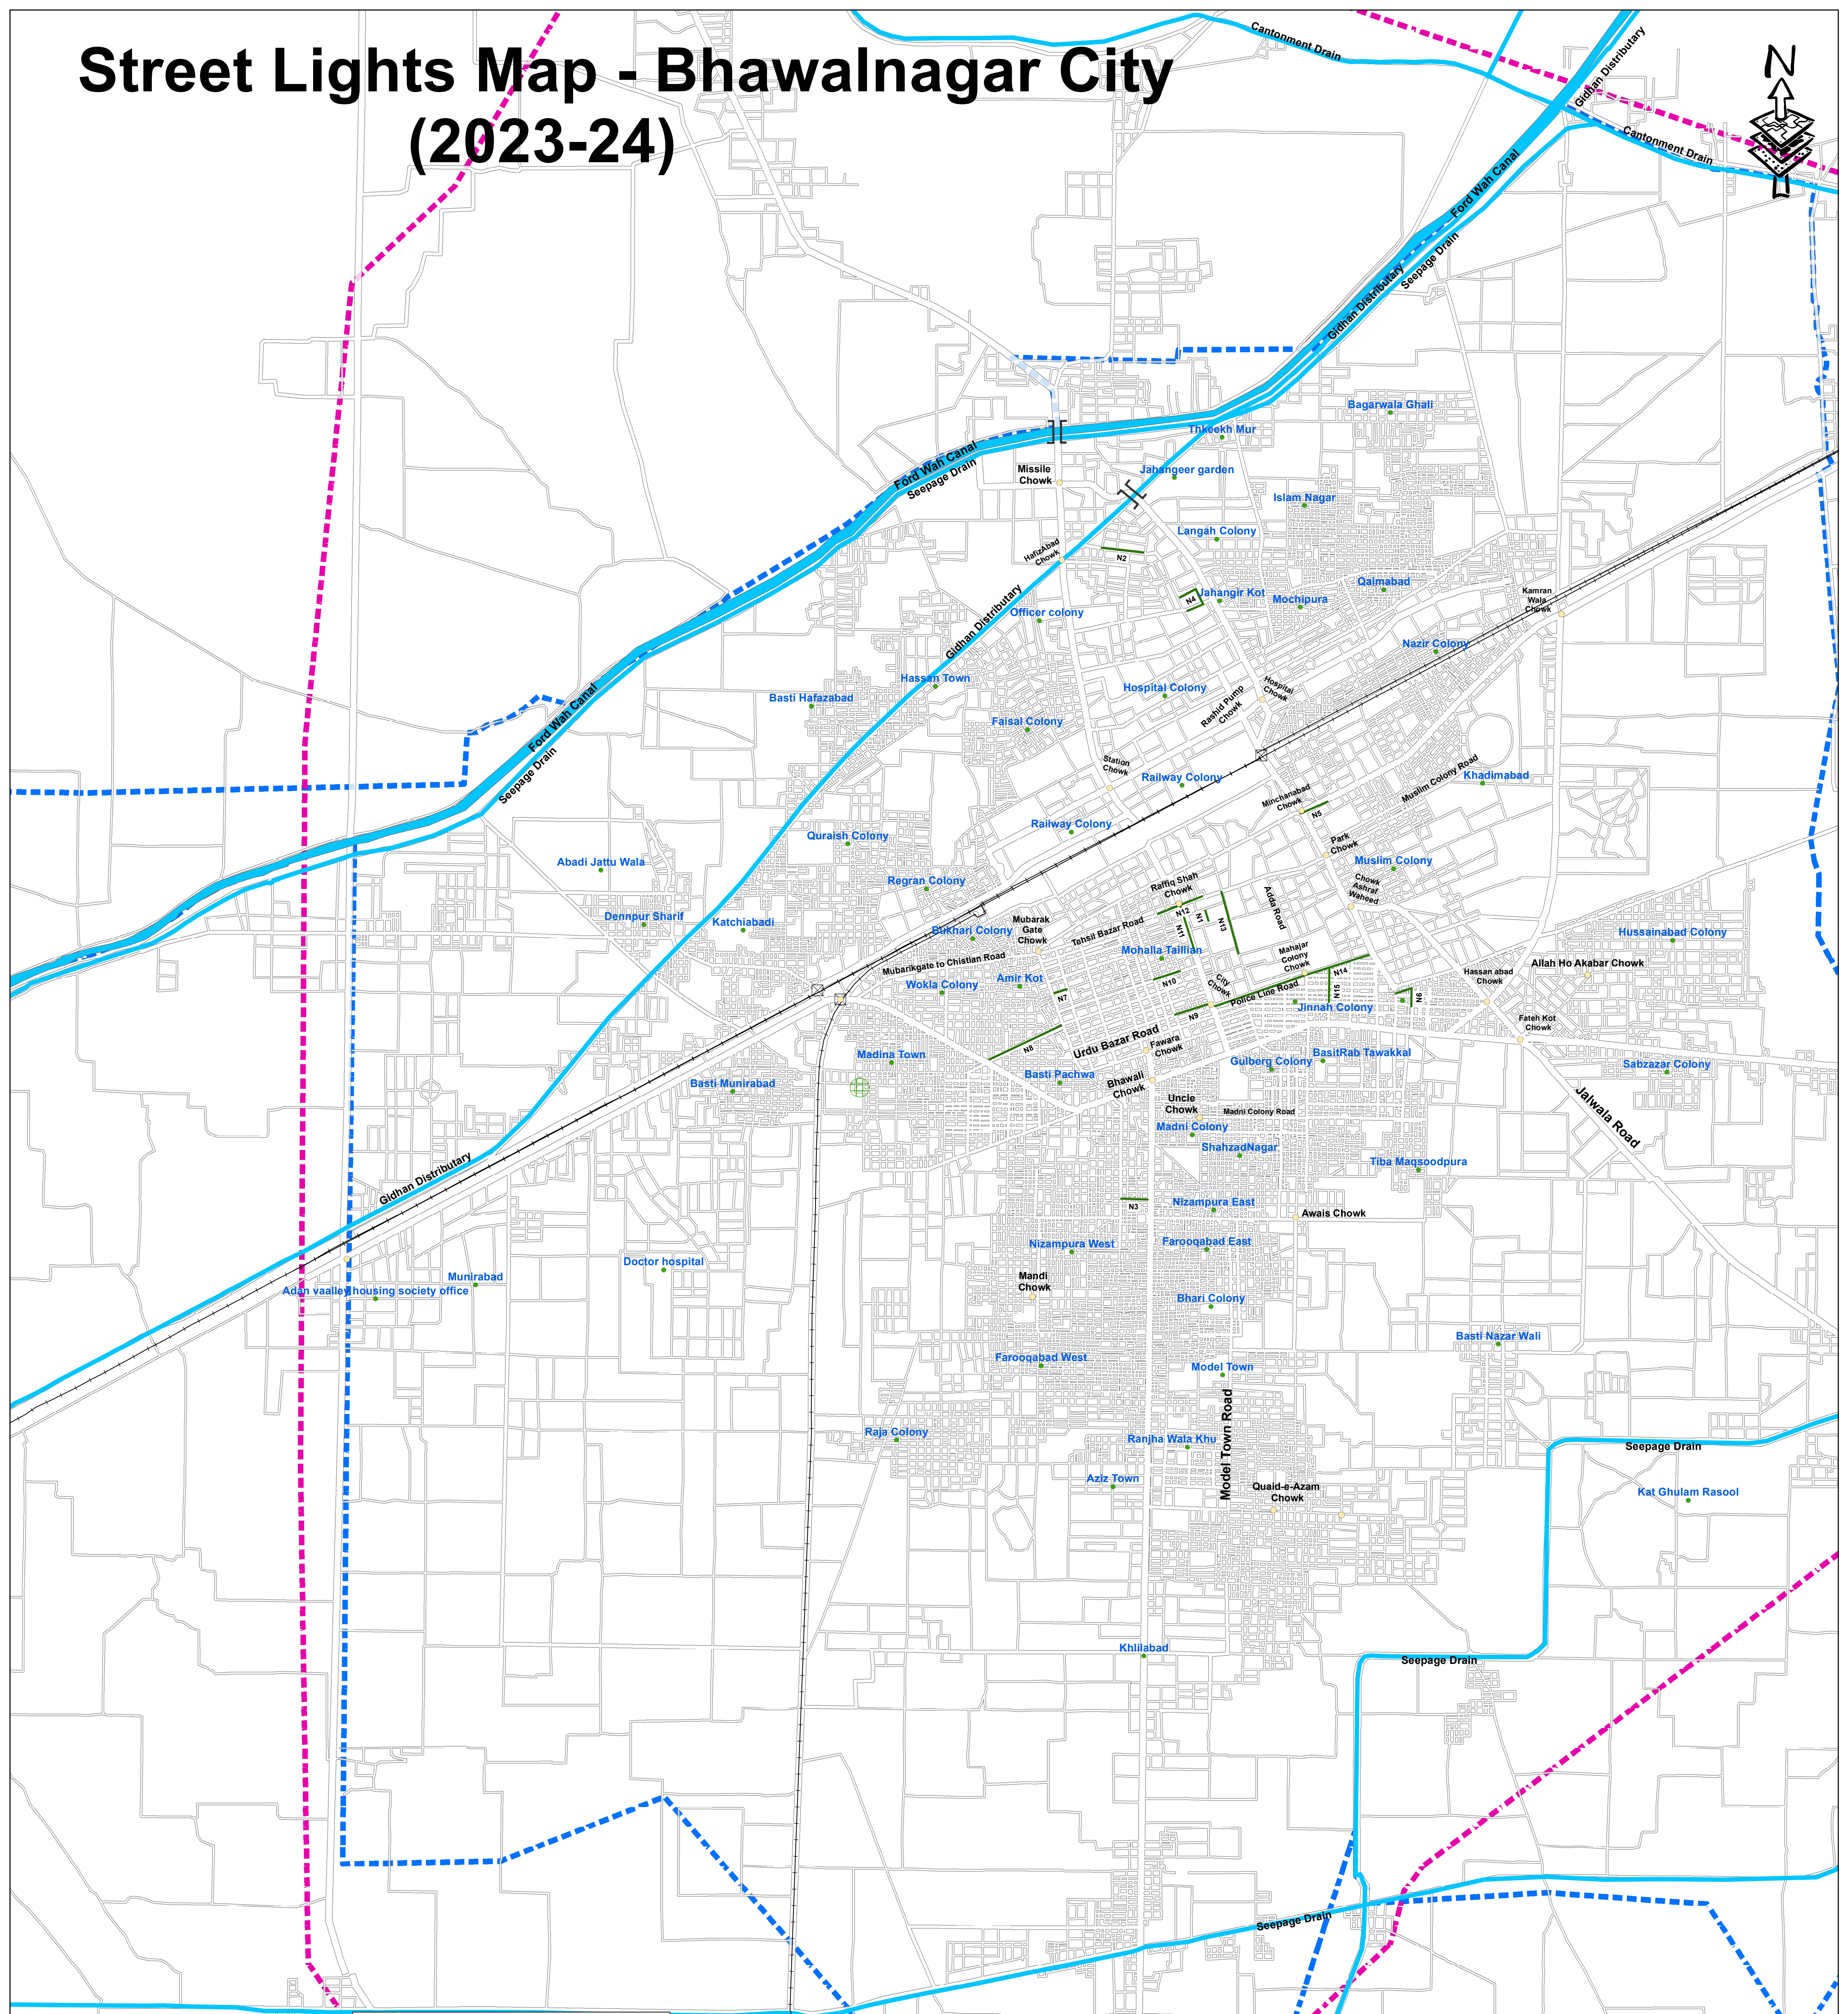 Street Lights Map - Bhawalnagar City
(2023-24)
N
Cantonment Drain
Gidhan Distributary
Cantonment Drain
Ford Wah Canal
Seepage Drain
Gidhan Distributary
Bagarwala Ghali
Thkeekh Mur
Ford Wah Canal
Seepage Drain
Missile
Chowk
Jahangeer garden
Islam Nagar
Langah Colony
HafizAbad
Chowk
N2
Qaimabad
Jahangir Kot
N4
Mochipura
Kamran
Wala
Chowk
Officer colony
Gidhan Distributary
Nazir Colony
Hassan Town
Hospital Colony
Hospital
Chowk
Rashid Pump
Chowk
Basti Hafazabad
Faisal Colony
Ford Wah Canal
Seepage Drain
Station
Chowk
Railway Colony
Muslim Colony Road
Khadimabad
Minchanabad
Chowk
N5
Railway Colony
Quraish Colony
Park
Chowk
Abadi Jattu Wala
Muslim Colony
Regran Colony
Raffiq Shah
Chowk
Chowk
Ashraf
Waheed
Adda Road
Dennpur Sharif
Katchiabadi
Mubarak
Gate
Chowk
N12
N1
N11
N13
Tehsil Bazar Road
Bukhari Colony
Hussainabad Colony
Mohalla Taillian
Mahajar
Colony
Chowk
Mubarikgate to Chistian Road
Allah Ho Akabar Chowk
N14
Hassan abad
Chowk
Amir Kot
Wokla Colony
N10
City
Chowk
N7
Police Line Road
N15
N6
Jinnah Colony
N9
Fateh Kot
Chowk
Urdu Bazar Road
Fawara
Chowk
N8
Madina Town
Gulberg Colony
BasitRab Tawakkal
Sabzazar Colony
Basti Pachwa
Basti Munirabad
Bhawali
Chowk
Uncle
Chowk
Madni Colony Road
Jalwala Road
Madni Colony
ShahzadNagar
Tiba Maqsoodpura
Gidhan Distributary
N3
Nizampura East
Awais Chowk
Nizampura West
Farooqabad East
Doctor hospital
Munirabad
Mandi
Chowk
Adan vaalley housing society office
Bhari Colony
Basti Nazar Wali
Farooqabad West
Model Town
Model Town Road
Raja Colony
Ranjha Wala Khu
Seepage Drain
Aziz Town
Quaid-e-Azam
Chowk
Kat Ghulam Rasool
Khlilabad
Seepage Drain
Seepage Drain